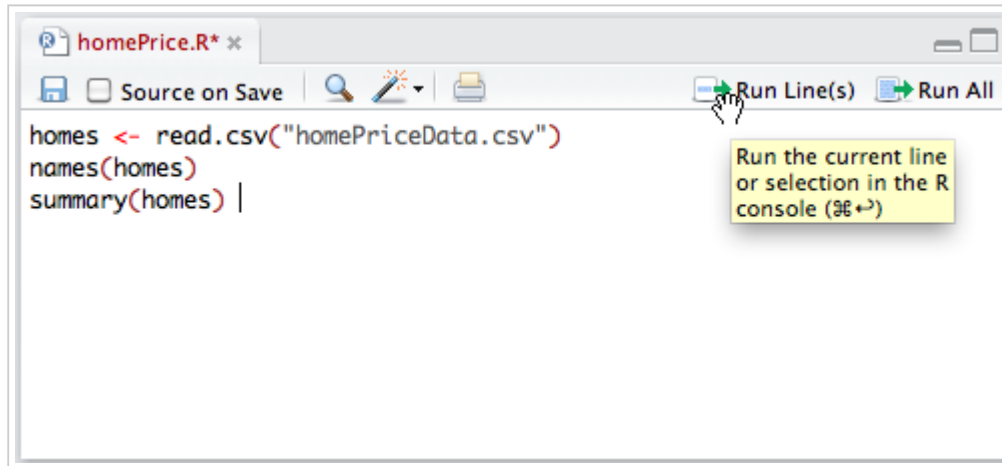 homePrice.R*
Source on Save
Run Line(s)
Run All
homes <- read.csv("homePriceData.csv")
names(homes)
summary(homes)
Run the current line
or selection in the R
console (⌘↩)